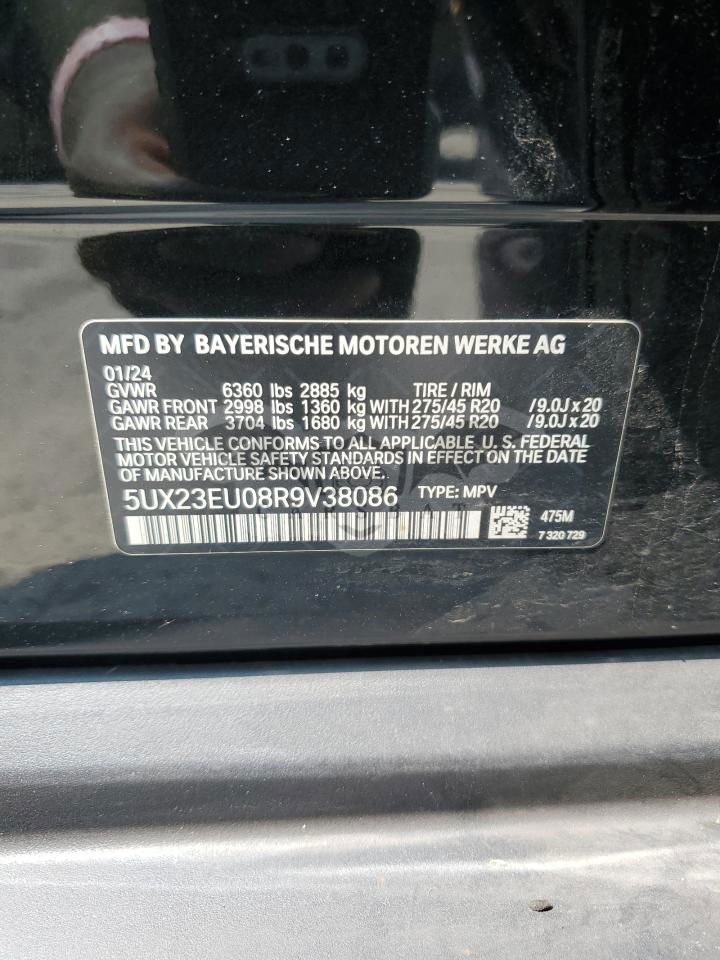 MFD BY BAYERISCHE MOTOREN WERKE AG
01/24
GVWR 6360 lbs 2885 kg TIRE / RIM
GAWR FRONT 2998 lbs 1360 kg WITH 275/45 R20 /9.0J x 20
GAWR REAR 3704 lbs 1680 kg WITH 275/45 R20 /9.0J x 20
THIS VEHICLE CONFORMS TO ALL APPLICABLE U. S. FEDERAL
MOTOR VEHICLE SAFETY STANDARDS IN EFFECT ON THE DATE
OF MANUFACTURE SHOWN ABOVE.
5UX23EU08R9V38086 TYPE: MPV
475M
7 320 729